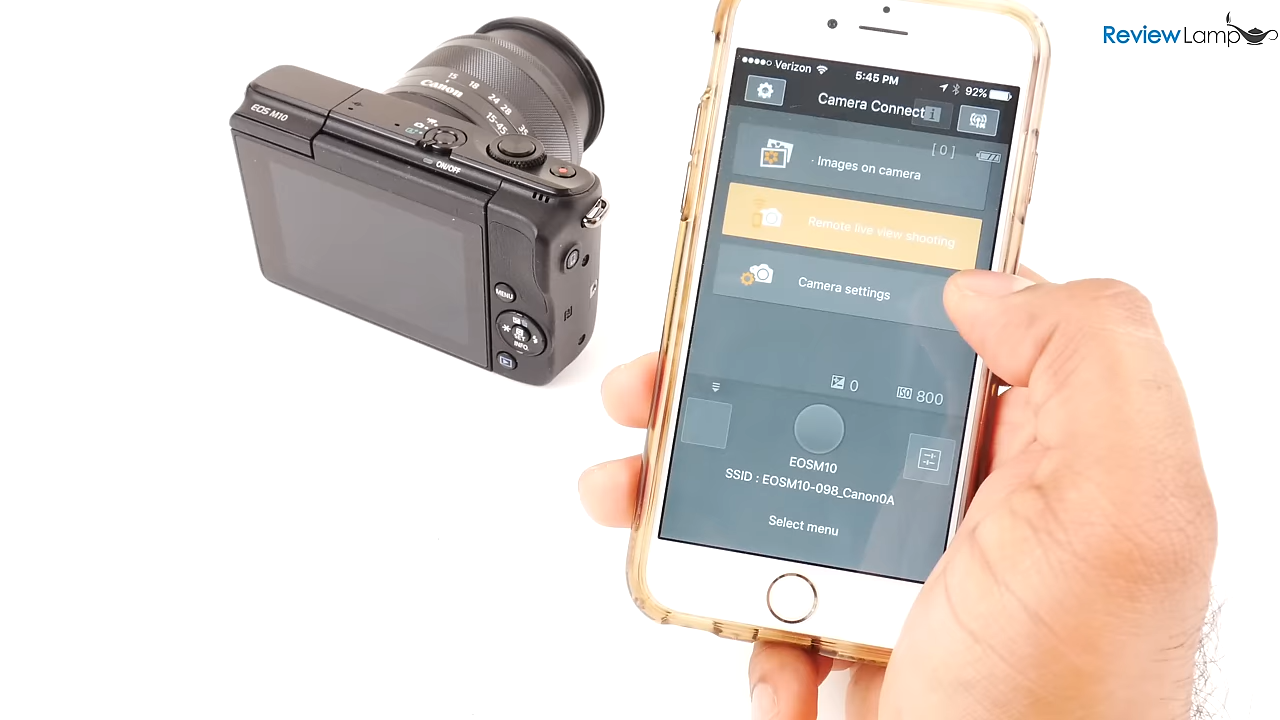 ReviewLamp
Verizon
5:45 PM
92%
Camera Connect
i
[ 0 ]
Images on camera
Remote live view shooting
Camera settings
0
ISO 800
EOSM10
SSID : EOSM10-098_Canon0A
Select menu
EOS M10
Canon
15 18 24 28 35
15-45
ON/OFF
MENU
SET
INFO.